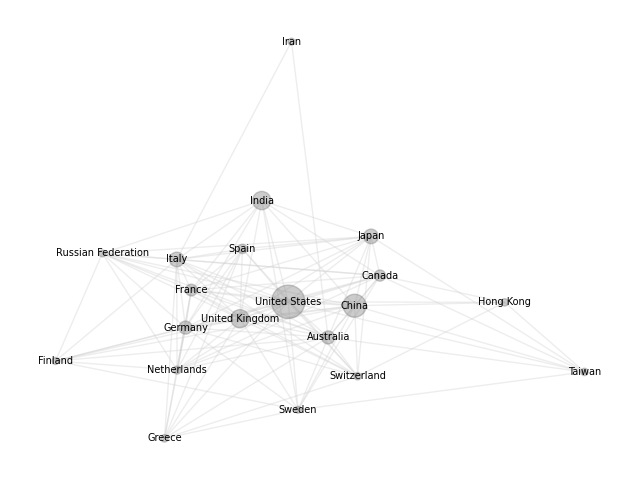 Iran
India
Japan
Spain
Russian Federation
Italy
Canada
France
United States
Hong Kong
China
United Kingdom
Germany
Australia
Finland
Netherlands
Taiwan
Switzerland
Sweden
Greece